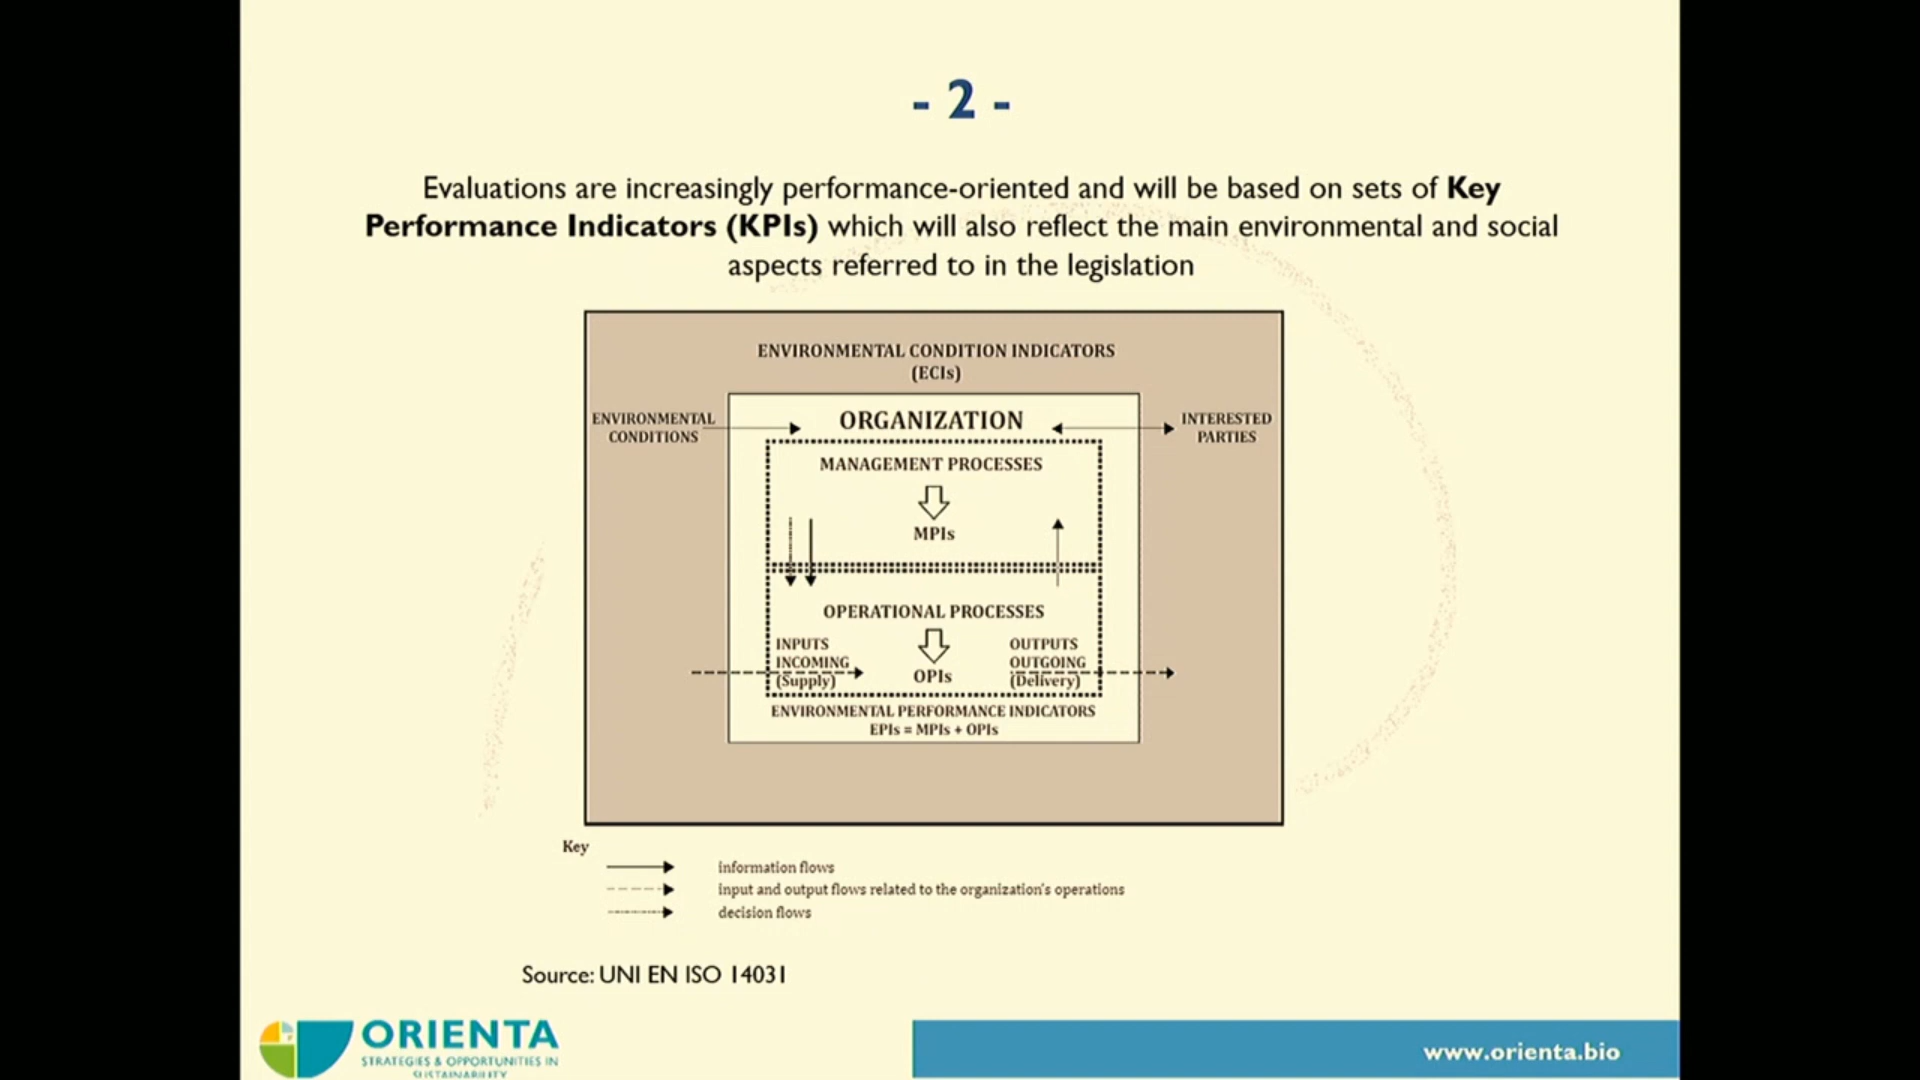 - 2 -
Evaluations are increasingly performance-oriented and will be based on sets of Key
Performance Indicators (KPIs) which will also reflect the main environmental and social
aspects referred to in the legislation
ENVIRONMENTAL CONDITION INDICATORS
(ECIs)
ENVIRONMENTAL
CONDITIONS
ORGANIZATION
INTERESTED
PARTIES
MANAGEMENT PROCESSES
MPIs
OPERATIONAL PROCESSES
INPUTS
INCOMING
(Supply)
OPIs
OUTPUTS
OUTGOING
(Delivery)
ENVIRONMENTAL PERFORMANCE INDICATORS
EPIs = MPIs + OPIs
Key
information flows
input and output flows related to the organization's operations
decision flows
Source: UNI EN ISO 14031
ORIENTA
STRATEGIES & OPPORTUNITIES IN
SUSTAINABILITY
www.orienta.bio